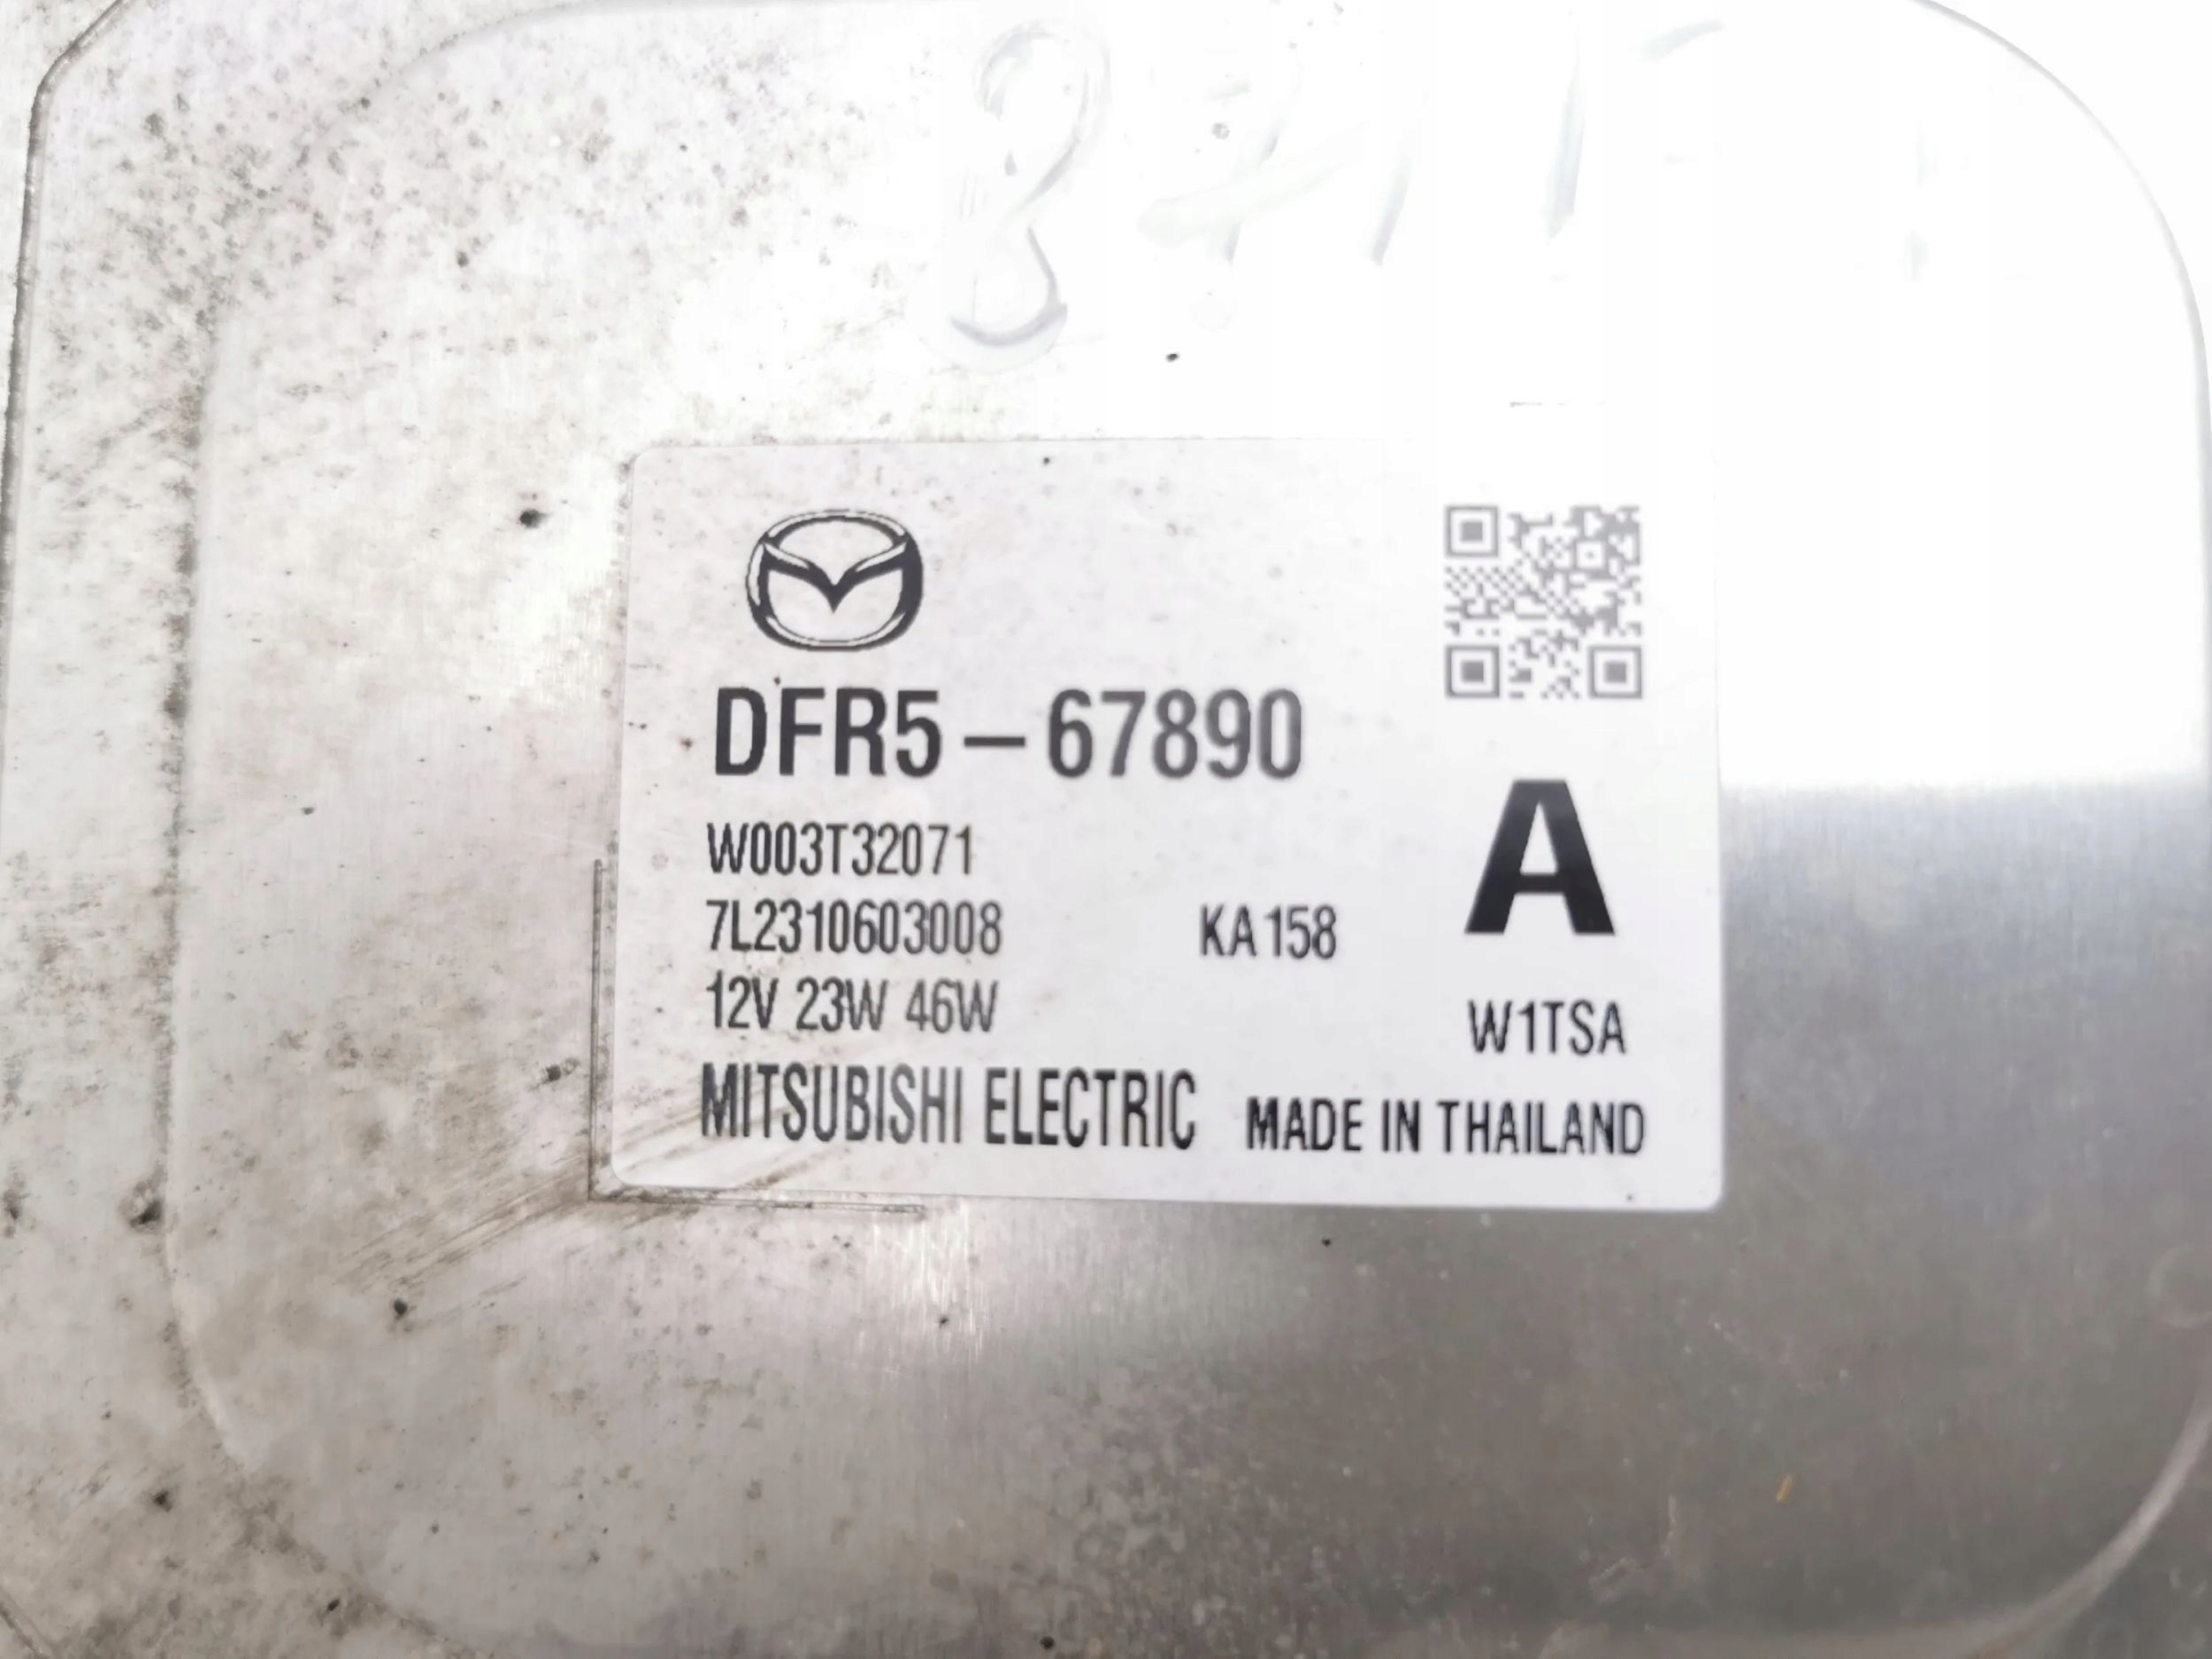 DFR5-67890
A
W003T32071
7L2310603008 KA158
12V 23W 46W
W1TSA
MITSUBISHI ELECTRIC MADE IN THAILAND